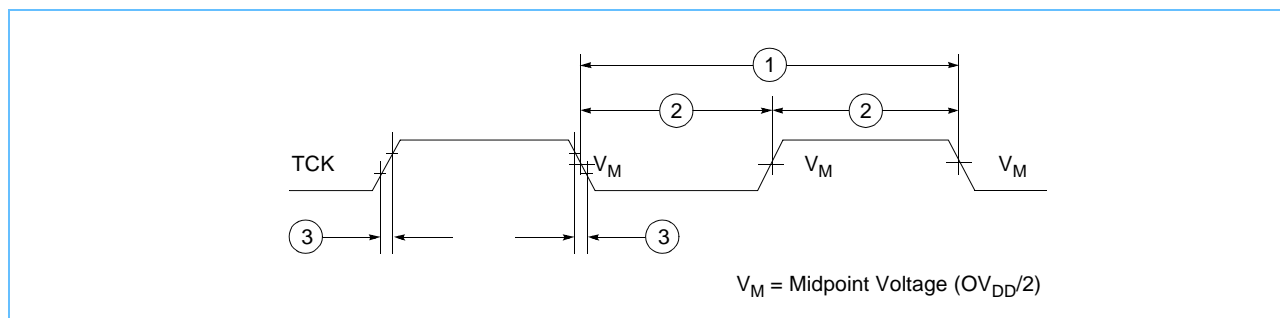 1
2 2
TCK V_M V_M V_M
3 3
V_M = Midpoint Voltage (OV_DD/2)